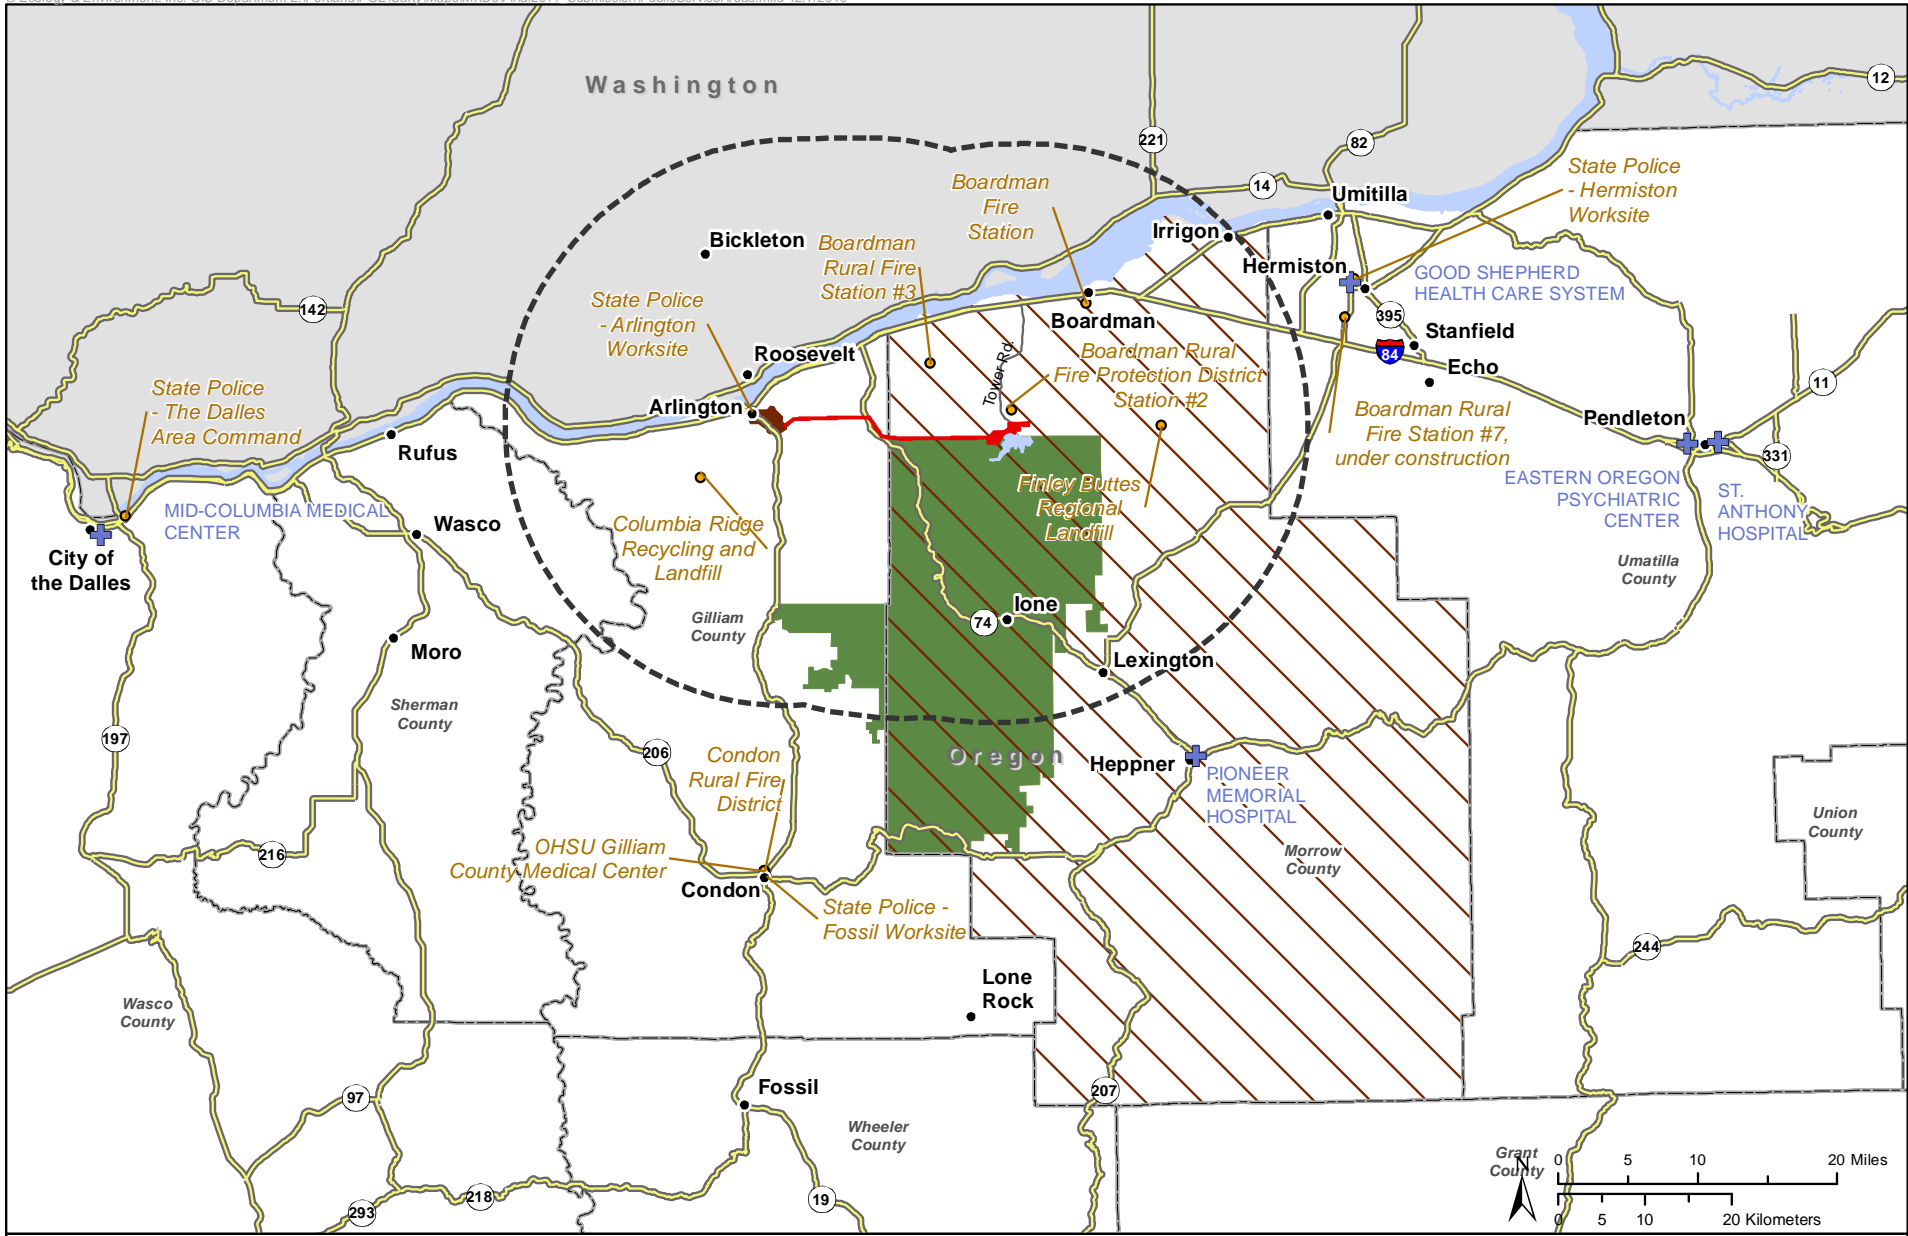 Washington
12
221
82
State Police
- Hermiston
Worksite
14
Umitilla
Boardman
Fire
Station
Irrigon
Bickleton
Boardman
Rural Fire
Station #3
Hermiston
GOOD SHEPHERD
HEALTH CARE SYSTEM
142
State Police
- Arlington
Worksite
395
Stanfield
Boardman
84
Echo
Roosevelt
Tower Rd.
Boardman Rural
Fire Protection District
Station #2
11
State Police
- The Dalles
Area Command
Arlington
Boardman Rural
Fire Station #7,
under construction
Pendleton
331
Rufus
MID-COLUMBIA MEDICAL
CENTER
Wasco
City of
the Dalles
Columbia Ridge
Recycling and
Landfill
Finley Buttes
Regional
Landfill
EASTERN OREGON
PSYCHIATRIC
CENTER
ST.
ANTHONY
HOSPITAL
Umatilla
County
Gilliam
County
74
Ione
Moro
Lexington
Sherman
County
197
206
Condon
Rural Fire
District
Oregon
Heppner
PIONEER
MEMORIAL
HOSPITAL
Union
County
216
OHSU Gilliam
County Medical Center
Condon
Morrow
County
State Police -
Fossil Worksite
244
Lone
Rock
Wasco
County
97
Fossil
207
Wheeler
County
Grant
County
N
0 5 10 20 Miles
0 5 10 20 Kilometers
218
293
19